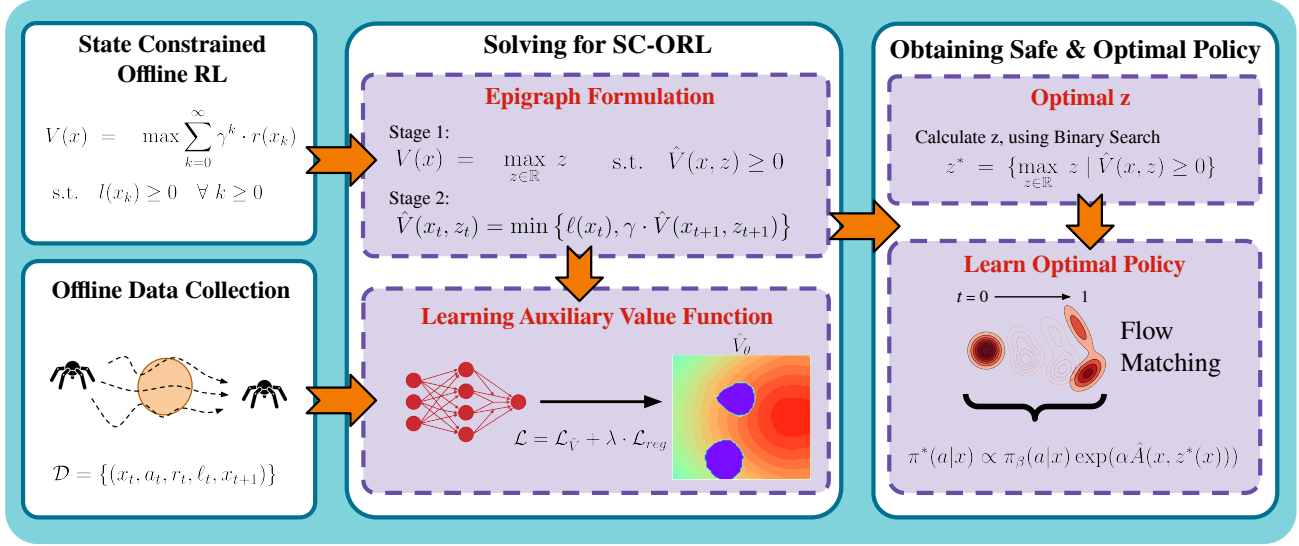 State Constrained
Offline RL
V(x) = max ∑_{k=0}^{∞} γ^k · r(x_k)
s.t. l(x_k) ≥ 0 ∀ k ≥ 0
Offline Data Collection
𝒟 = {(x_t, a_t, r_t, ℓ_t, x_{t+1})}
Solving for SC-ORL
Epigraph Formulation
Stage 1:
V(x) = max_{z∈ℝ} z s.t. V̂(x, z) ≥ 0
Stage 2:
V̂(x_t, z_t) = min {ℓ(x_t), γ · V̂(x_{t+1}, z_{t+1})}
Learning Auxiliary Value Function
V̂_θ
ℒ = ℒ_{V̂} + λ · ℒ_{reg}
Obtaining Safe & Optimal Policy
Optimal z
Calculate z, using Binary Search
z* = {max_{z∈ℝ} z | V̂(x, z) ≥ 0}
Learn Optimal Policy
t = 0 1
Flow
Matching
π*(a|x) ∝ π_β(a|x) exp(αÂ(x, z*(x)))